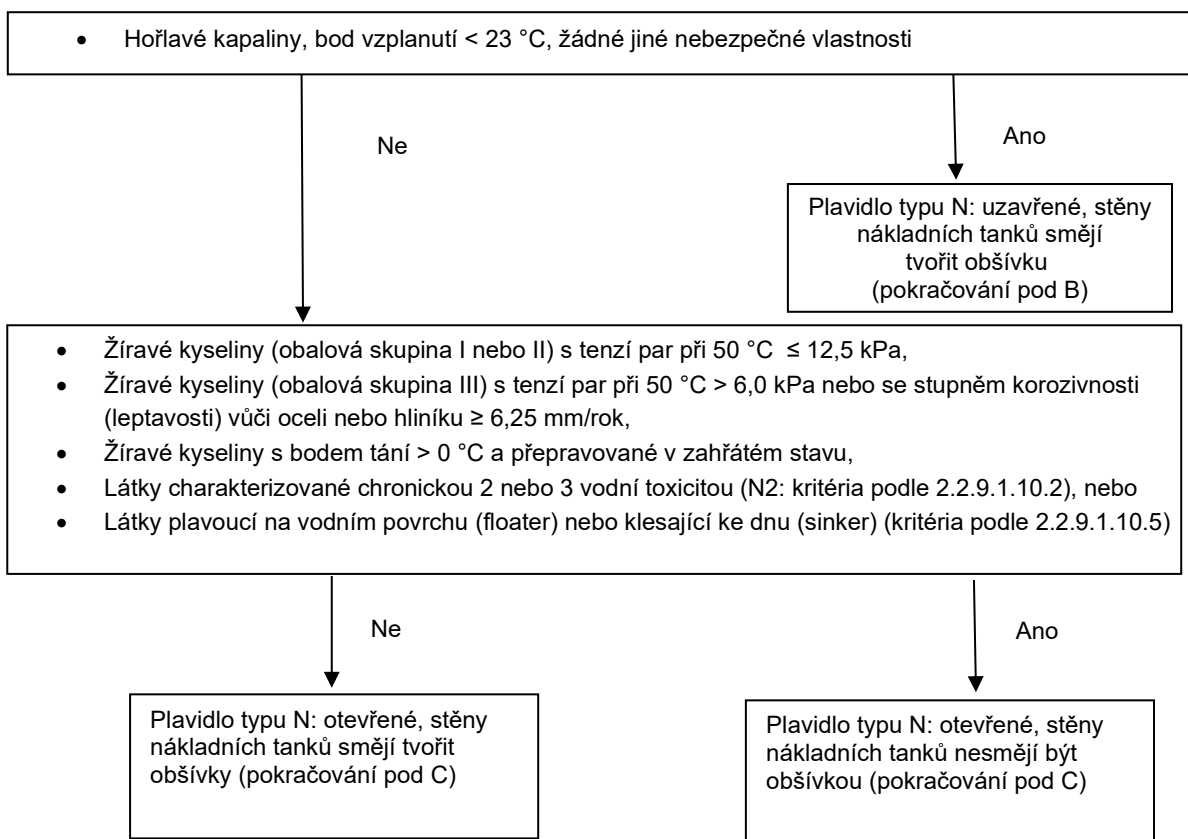 • Hořlavé kapaliny, bod vzplanutí < 23 °C, žádné jiné nebezpečné vlastnosti
Ne
Ano
Plavidlo typu N: uzavřené, stěny
nákladních tanků smějí
tvořit obšívku
(pokračování pod B)
• Žíravé kyseliny (obalová skupina I nebo II) s tenzí par při 50 °C ≤ 12,5 kPa,
• Žíravé kyseliny (obalová skupina III) s tenzí par při 50 °C > 6,0 kPa nebo se stupněm korozivnosti
(leptavosti) vůči oceli nebo hliníku ≥ 6,25 mm/rok,
• Žíravé kyseliny s bodem tání > 0 °C a přepravované v zahřátém stavu,
• Látky charakterizované chronickou 2 nebo 3 vodní toxicitou (N2: kritéria podle 2.2.9.1.10.2), nebo
• Látky plavoucí na vodním povrchu (floater) nebo klesající ke dnu (sinker) (kritéria podle 2.2.9.1.10.5)
Ne
Ano
Plavidlo typu N: otevřené, stěny
nákladních tanků smějí tvořit
obšívky (pokračování pod C)
Plavidlo typu N: otevřené, stěny
nákladních tanků nesmějí být
obšívkou (pokračování pod C)